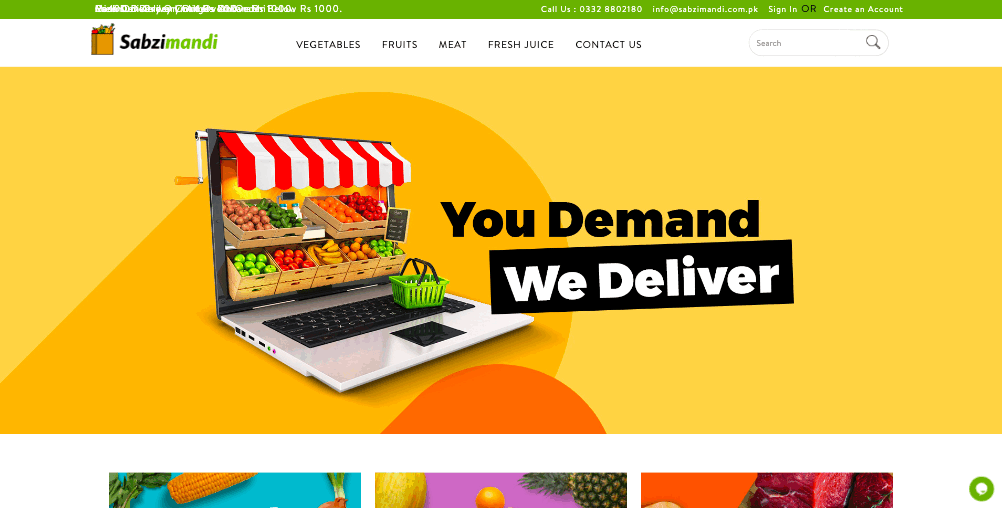 Rs 1000.
Call Us : 0332 8802180 info@sabzimandi.com.pk Sign In OR Create an Account
Sabzimandi
VEGETABLES FRUITS MEAT FRESH JUICE CONTACT US
Search
You Demand
We Deliver